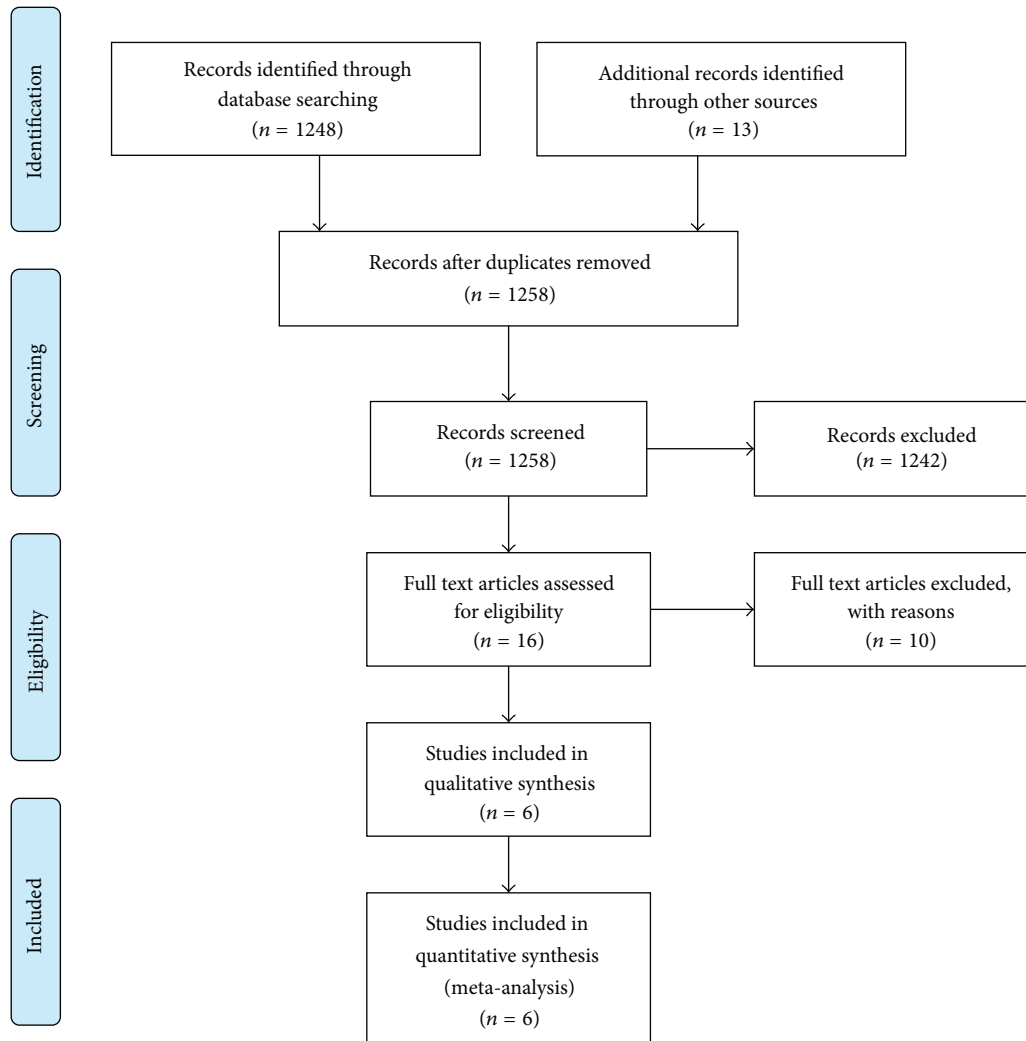 Identification
Records identified through
database searching
(n = 1248)
Additional records identified
through other sources
(n = 13)
Records after duplicates removed
(n = 1258)
Screening
Records screened
(n = 1258)
Records excluded
(n = 1242)
Eligibility
Full text articles assessed
for eligibility
(n = 16)
Full text articles excluded,
with reasons
(n = 10)
Studies included in
qualitative synthesis
(n = 6)
Included
Studies included in
quantitative synthesis
(meta-analysis)
(n = 6)